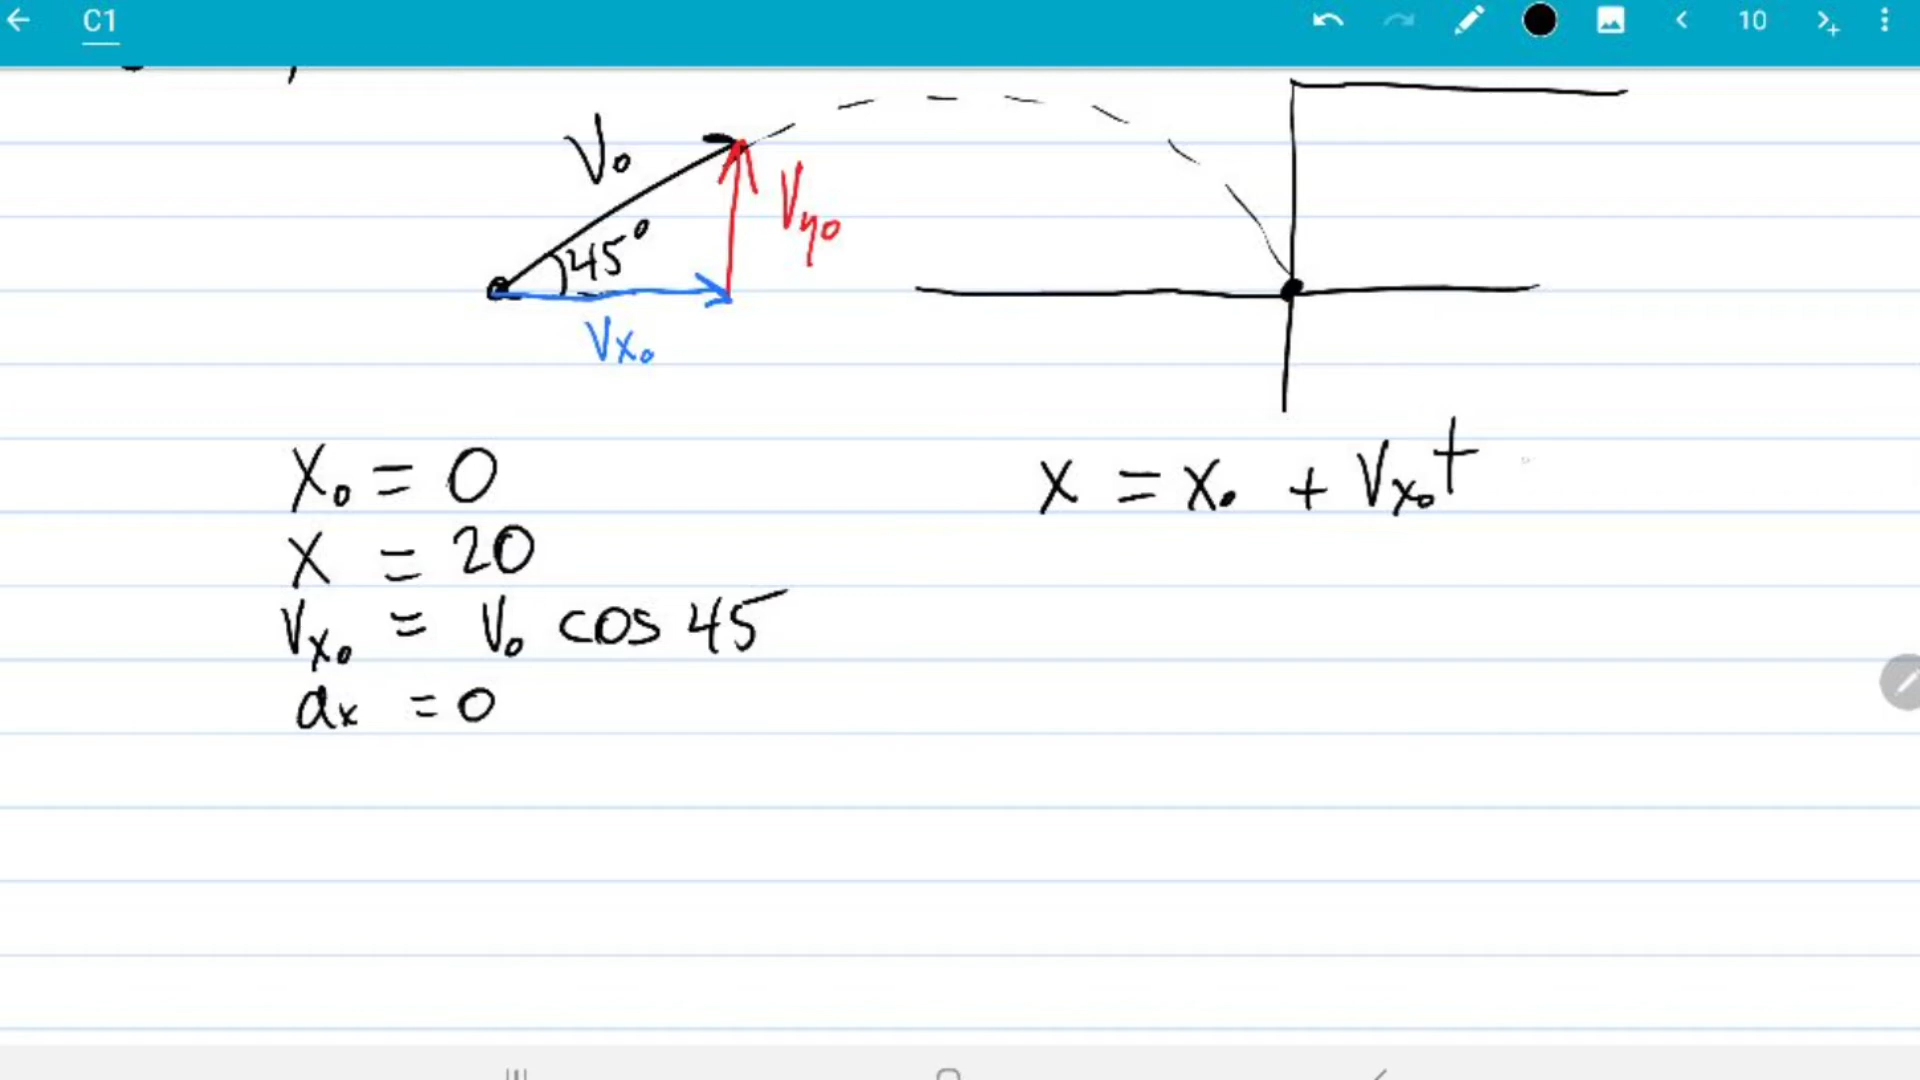 C1
10
V₀
45°
Vy₀
Vx₀
x₀ = 0
x = x₀ + Vx₀t
x = 20
Vx₀ = V₀ cos 45
ax = 0